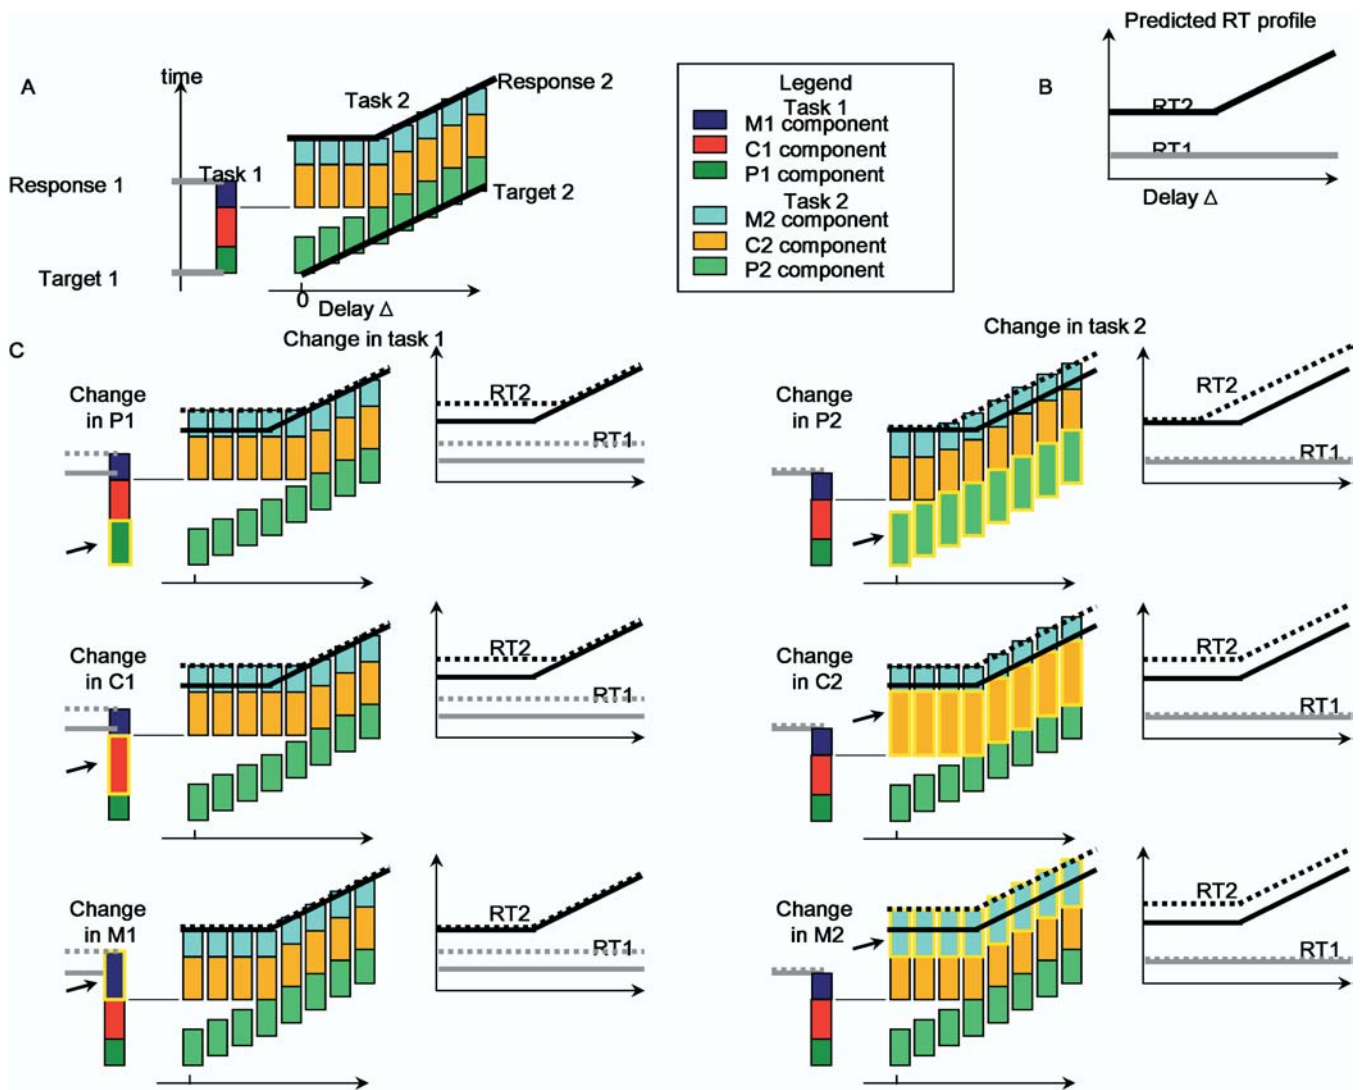 A
time
Task 1
Response 1
Target 1
Task 2
Response 2
Target 2
0
Delay Δ
Legend
Task 1
M1 component
C1 component
P1 component
Task 2
M2 component
C2 component
P2 component
B
Predicted RT profile
RT2
RT1
Delay Δ
C
Change in task 1
Change in task 2
Change
in P1
RT2
RT1
Change
in P2
RT2
RT1
Change
in C1
RT2
RT1
Change
in C2
RT2
RT1
Change
in M1
RT2
RT1
Change
in M2
RT2
RT1